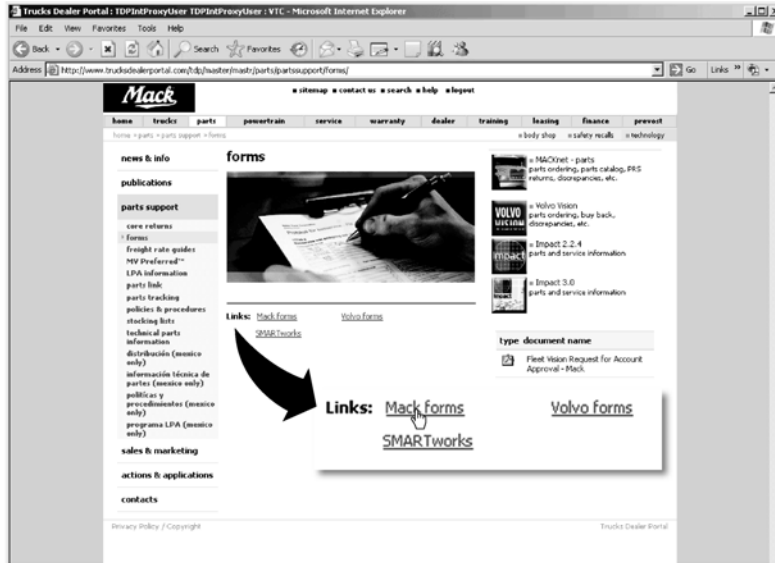 Trucks Dealer Portal : TDPIntProxyUser TDPIntProxyUser : VTC - Microsoft Internet Explorer
File Edit View Favorites Tools Help
Back Search Favorites
Address http://www.trucksdealerportal.com/tdp/master/mastr/parts/partssupport/forms/ Go Links »
Mack
sitemap contact us search help logout
home trucks parts powertrain service warranty dealer training leasing finance prevost
home » parts » parts support » forms
body shop safety recalls technology
news & info
publications
parts support
core returns
forms
freight rate guides
MV Preferred™
LPA information
parts link
parts tracking
policies & procedures
stocking lists
technical parts
information
distribución (mexico
only)
información técnica de
partes (mexico only)
políticas y
procedimientos (mexico
only)
programa LPA (mexico
only)
sales & marketing
actions & applications
contacts
forms
Links: Mack forms Volvo forms
SMARTworks
MACKnet - parts
parts ordering, parts catalog, PRS
returns, discrepancies, etc.
VOLVO
VISION
Volvo Vision
parts ordering, buy back,
discrepancies, etc.
impact
Impact 2.2.4
parts and service information
Impact 3.0
parts and service information
type document name
Fleet Vision Request for Account
Approval - Mack
Links: Mack forms Volvo forms
SMARTworks
Privacy Policy / Copyright
Trucks Dealer Portal